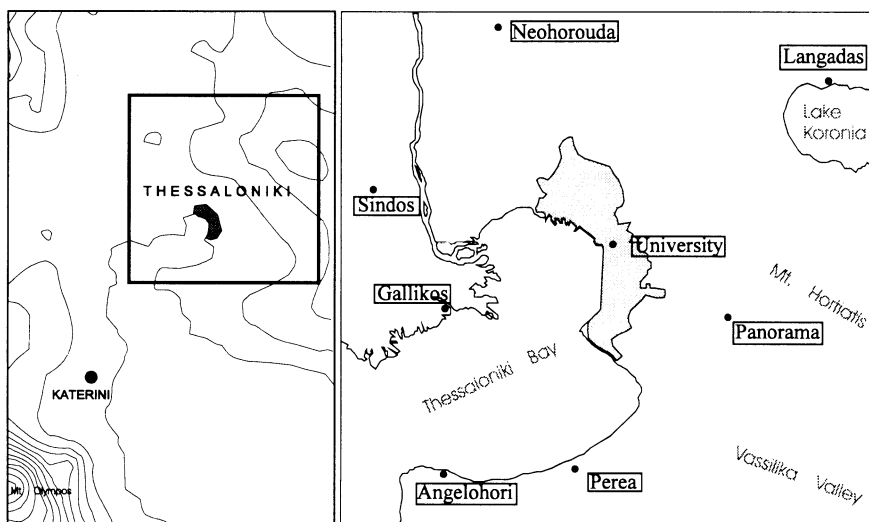 THESSALONIKI
KATERINI
Mt. Olympos
Neohorouda
Langadas
Lake
Koronia
Sindos
University
Gallikos
Mt. Hortiatis
Panorama
Thessaloniki Bay
Vassilika Valley
Angelohori
Perea